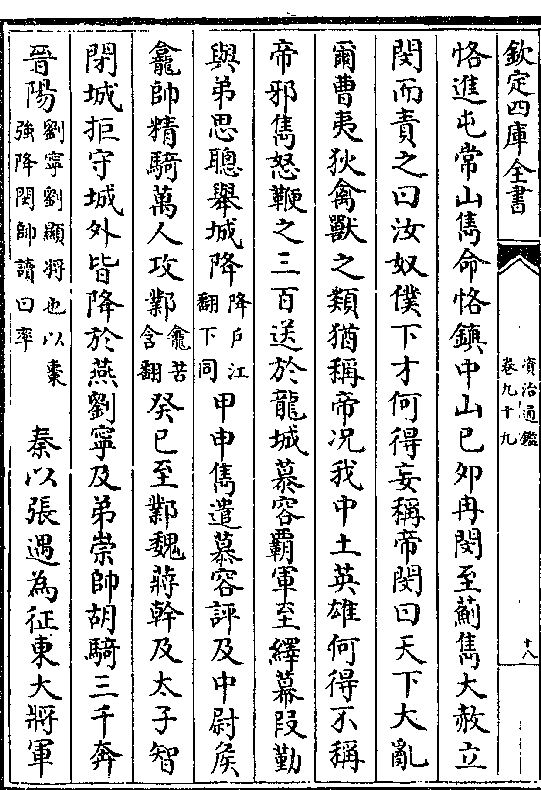 欽定四庫全書
資治通鑑
卷九十九
十八
恪進屯常山雋命恪鎮中山己夘冉閔至薊雋大赦立
閔而責之曰汝奴僕下才何得妄稱帝閔曰天下大亂
爾曹夷狄禽獸之類猶稱帝况我中土英雄何得不稱
帝邪雋怒鞭之三百送於龍城慕容霸軍至繹幕叚勤
與弟思聰舉城降
降户江
翻下同
甲申雋遣慕容評及中尉矦
龕帥精騎萬人攻鄴
龕苦
含翻
癸巳至鄴魏蔣幹及太子智
閉城拒守城外皆降於燕劉寧及弟崇帥胡騎三千奔
晉陽
劉寧劉顯將也以棗
強降閔帥讀曰率
秦以張遇為征東大將軍